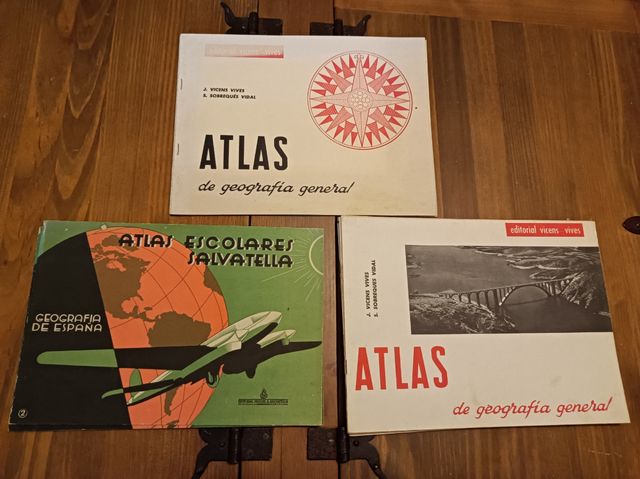 editorial vicens-vives
J. VICENS VIVES
S. SOBREQUÉS VIDAL
ATLAS
de geografía general
ATLAS ESCOLARES
SALVATELLA
GEOGRAFIA
DE ESPAÑA
2
editorial vicens-vives
J. VICENS VIVES
S. SOBREQUÉS VIDAL
ATLAS
de geografía general